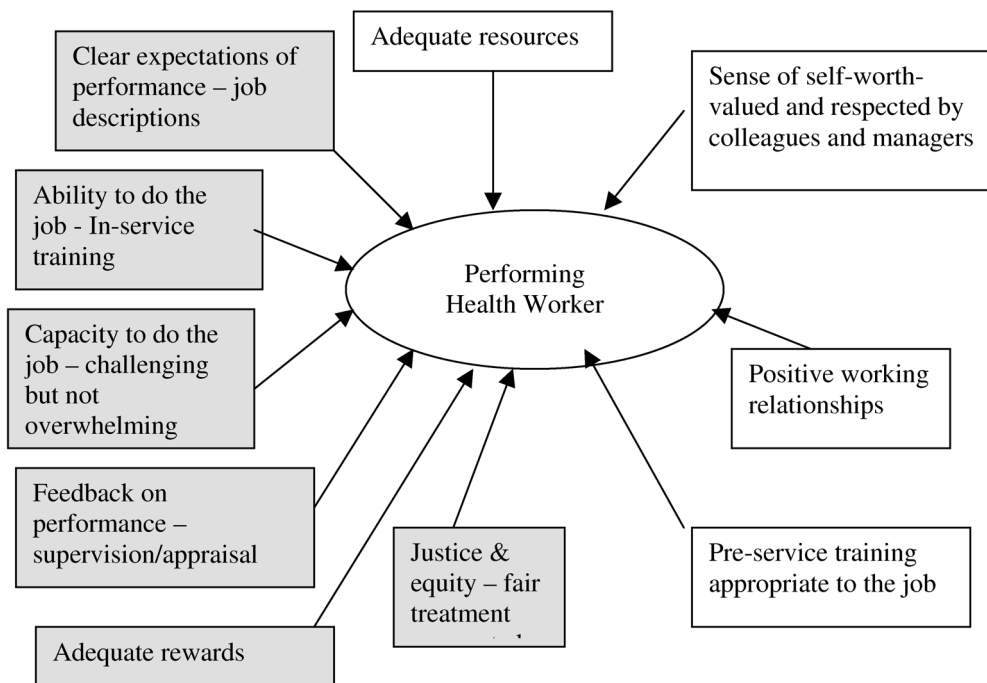 Adequate resources
Clear expectations of
performance – job
descriptions
Sense of self-worth-
valued and respected by
colleagues and managers
Ability to do the
job - In-service
training
Performing
Health Worker
Capacity to do the
job – challenging
but not
overwhelming
Positive working
relationships
Feedback on
performance –
supervision/appraisal
Justice &
equity – fair
treatment
Pre-service training
appropriate to the job
Adequate rewards